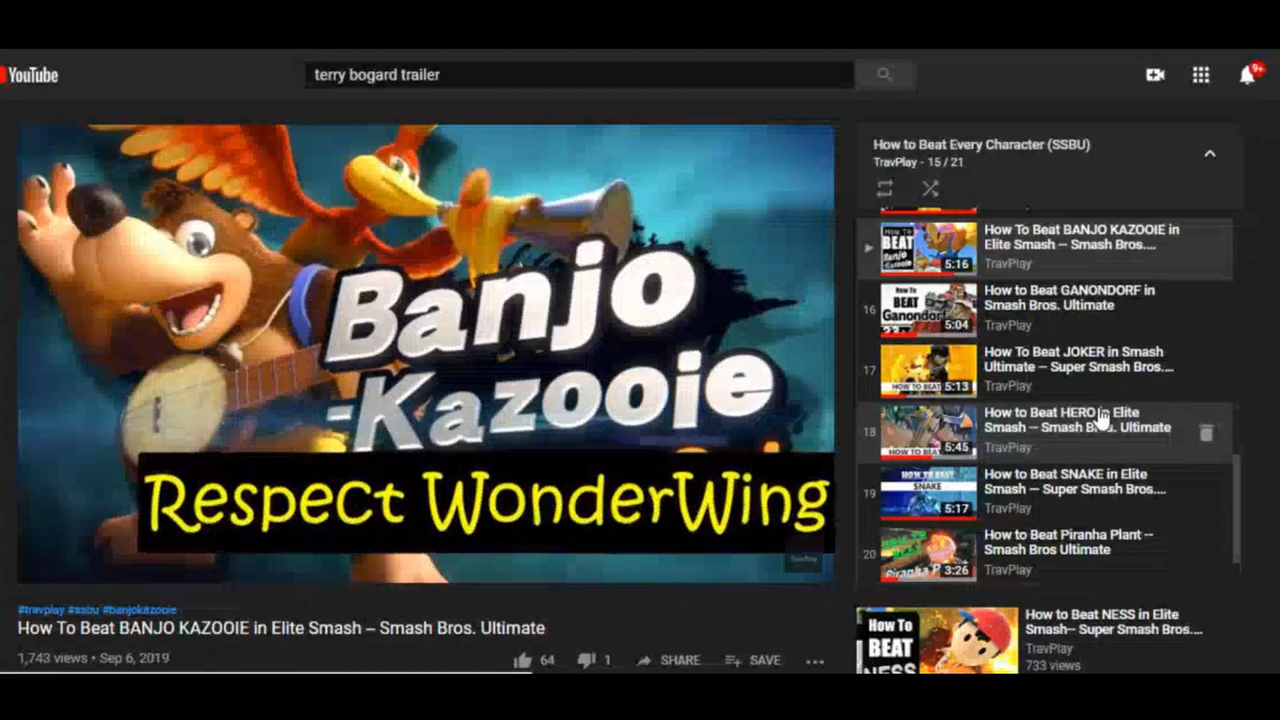 YouTube
terry bogard trailer
9+
Banjo
-Kazooie
Respect WonderWing
TravPlay
#travplay #ssbu #banjokazooie
How To Beat BANJO KAZOOIE in Elite Smash – Smash Bros. Ultimate
1,743 views • Sep 6, 2019
64
1
SHARE
SAVE
How to Beat Every Character (SSBU)
TravPlay - 15 / 21
How To
BEAT
Banjo
Kazooie
5:16
How To Beat BANJO KAZOOIE in
Elite Smash – Smash Bros....
TravPlay
16
How To
BEAT
Ganondorf
5:04
How to Beat GANONDORF in
Smash Bros. Ultimate
TravPlay
17
HOW TO BEAT
5:13
How To Beat JOKER in Smash
Ultimate – Super Smash Bros....
TravPlay
18
HOW TO BEAT
5:45
How to Beat HERO in Elite
Smash – Smash Bros. Ultimate
TravPlay
19
HOW TO BEAT
SNAKE
5:17
How to Beat SNAKE in Elite
Smash – Super Smash Bros....
TravPlay
20
HOW TO
BEAT
Piranha P
3:26
How to Beat Piranha Plant --
Smash Bros Ultimate
TravPlay
How To
BEAT
NESS
How to Beat NESS in Elite
Smash– Super Smash Bros....
TravPlay
733 views